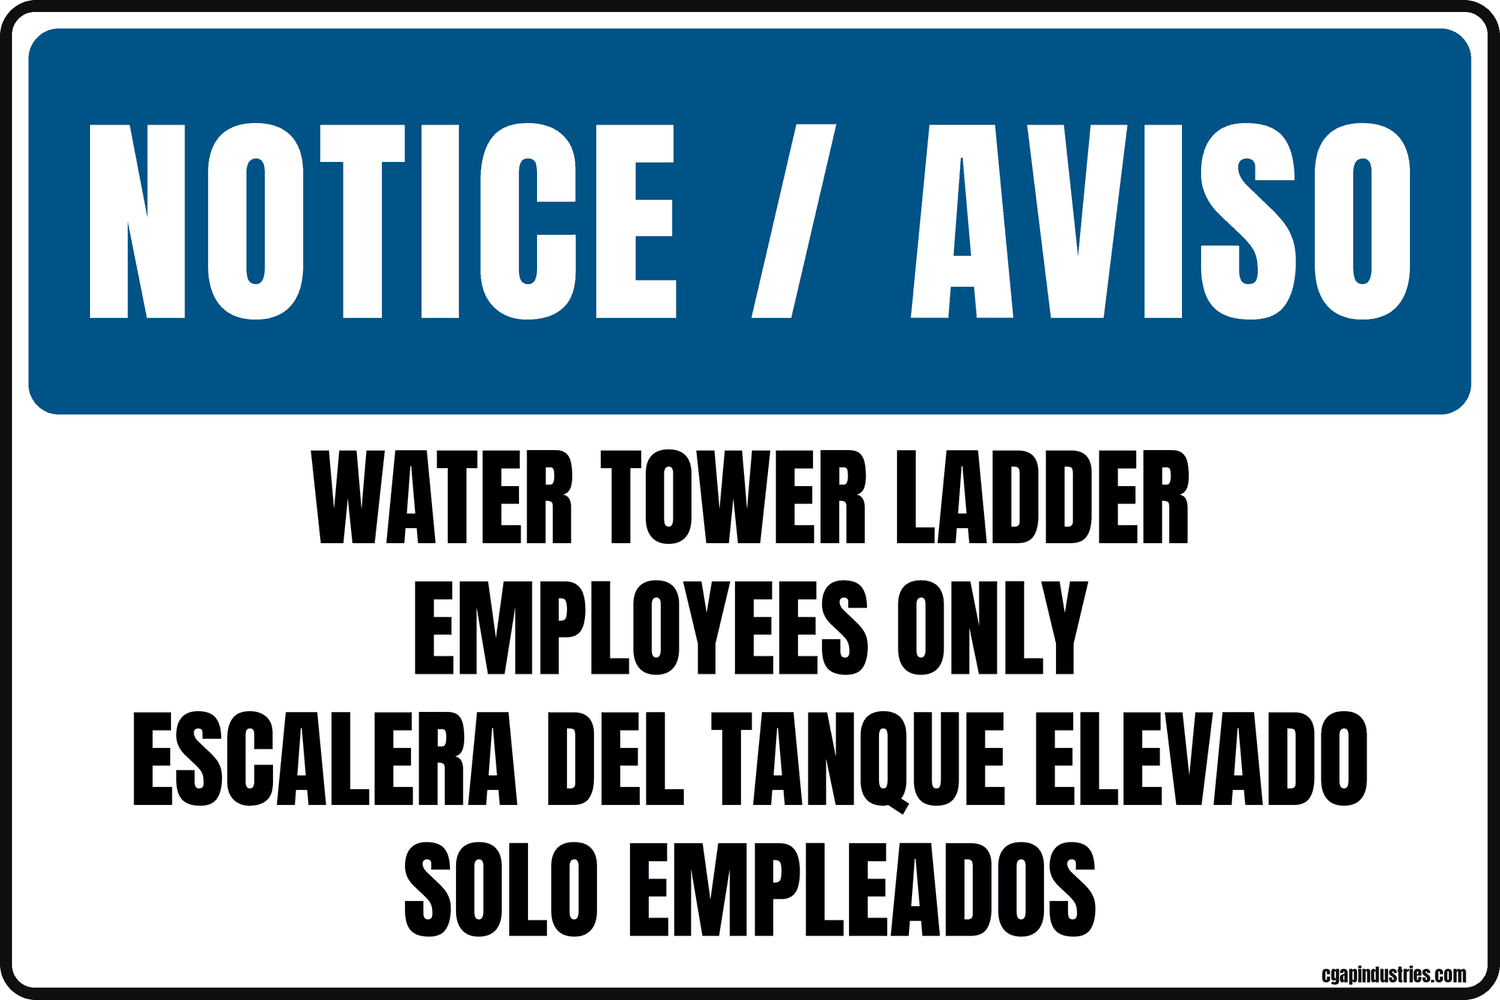 NOTICE / AVISO
WATER TOWER LADDER
EMPLOYEES ONLY
ESCALERA DEL TANQUE ELEVADO
SOLO EMPLEADOS
cgapindustries.com